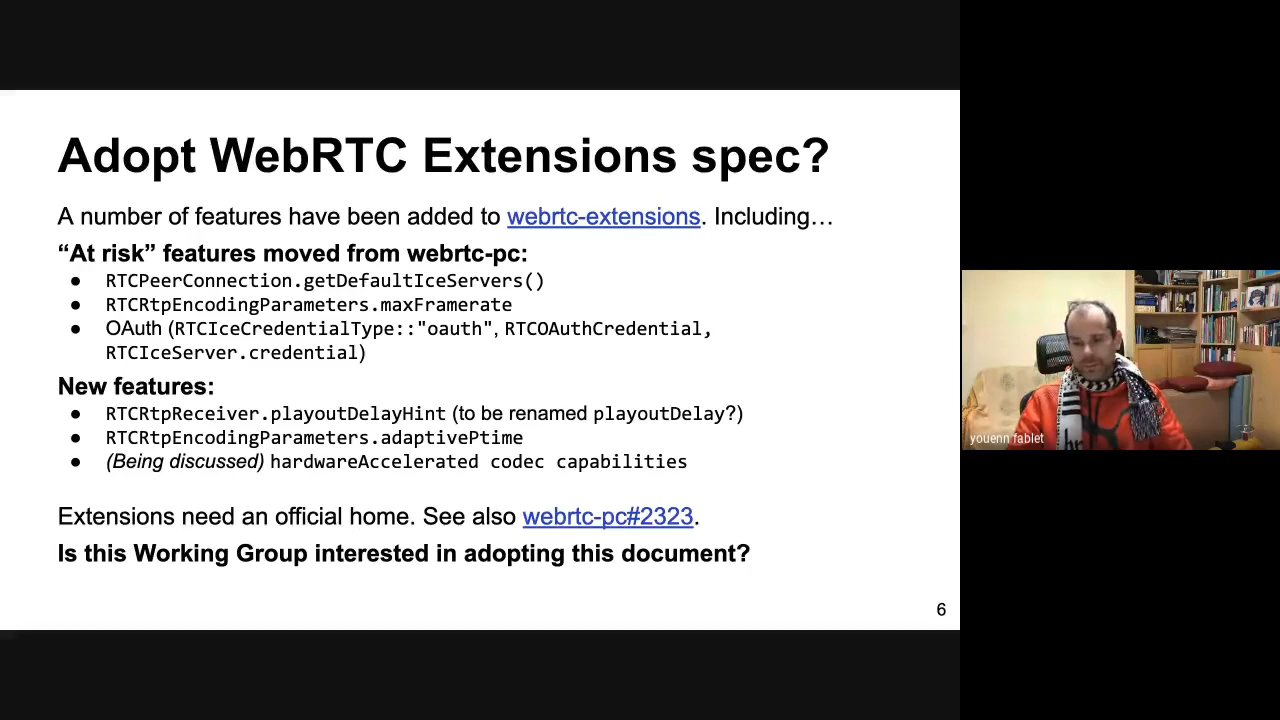 Adopt WebRTC Extensions spec?
A number of features have been added to webrtc-extensions. Including…
“At risk” features moved from webrtc-pc:
● RTCPeerConnection.getDefaultIceServers()
● RTCRtpEncodingParameters.maxFramerate
● OAuth (RTCIceCredentialType::"oauth", RTCOAuthCredential,
RTCIceServer.credential)
New features:
● RTCRtpReceiver.playoutDelayHint (to be renamed playoutDelay?)
● RTCRtpEncodingParameters.adaptivePtime
● (Being discussed) hardwareAccelerated codec capabilities
Extensions need an official home. See also webrtc-pc#2323.
Is this Working Group interested in adopting this document?
6
youenn fablet